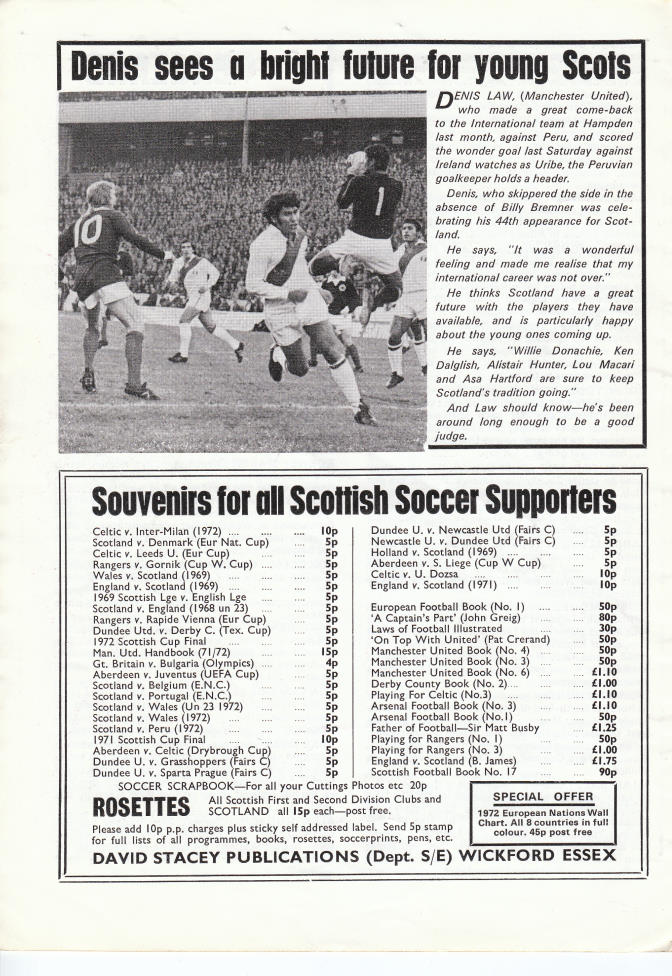 Denis sees a bright future for young Scots
10
1
DENIS LAW, (Manchester United),
who made a great come-back
to the International team at Hampden
last month, against Peru, and scored
the wonder goal last Saturday against
Ireland watches as Uribe, the Peruvian
goalkeeper holds a header.
Denis, who skippered the side in the
absence of Billy Bremner was cele-
brating his 44th appearance for Scot-
land.
He says, "It was a wonderful
feeling and made me realise that my
international career was not over."
He thinks Scotland have a great
future with the players they have
available, and is particularly happy
about the young ones coming up.
He says, "Willie Donachie, Ken
Dalglish, Alistair Hunter, Lou Macari
and Asa Hartford are sure to keep
Scotland's tradition going."
And Law should know—he's been
around long enough to be a good
judge.
Souvenirs for all Scottish Soccer Supporters
Celtic v. Inter-Milan (1972) .... .... .... 10p
Scotland v. Denmark (Eur Nat. Cup) .... 5p
Celtic v. Leeds U. (Eur Cup) .... 5p
Rangers v. Gornik (Cup W. Cup) .... .... 5p
Wales v. Scotland (1969) .... .... .... 5p
England v. Scotland (1969) .... .... .... 5p
1969 Scottish Lge v. English Lge .... 5p
Scotland v. England (1968 un 23) .... 5p
Rangers v. Rapide Vienna (Eur Cup) .... 5p
Dundee Utd. v. Derby C. (Tex. Cup) .... 5p
1972 Scottish Cup Final .... .... 5p
Man. Utd. Handbook (71/72) .... 15p
Gt. Britain v. Bulgaria (Olympics) .... .... 4p
Aberdeen v. Juventus (UEFA Cup) .... 5p
Scotland v. Belgium (E.N.C.) .... .... 5p
Scotland v. Portugal (E.N.C.) .... .... 5p
Scotland v. Wales (Un 23 1972) .... 5p
Scotland v. Wales (1972) .... .... .... 5p
Scotland v. Peru (1972) .... .... .... 5p
1971 Scottish Cup Final .... .... 10p
Aberdeen v. Celtic (Drybrough Cup) .... 5p
Dundee U. v. Grasshoppers (Fairs C) .... 5p
Dundee U. v. Sparta Prague (Fairs C) .... 5p
Dundee U. v. Newcastle Utd (Fairs C) .... 5p
Newcastle U. v. Dundee Utd (Fairs C) .... 5p
Holland v. Scotland (1969) .... .... 5p
Aberdeen v. S. Liege (Cup W Cup) .... 5p
Celtic v. U. Dozsa .... .... .... 10p
England v. Scotland (1971) .... .... 10p
European Football Book (No. 1) .... .... 50p
'A Captain's Part' (John Greig) .... .... 80p
Laws of Football Illustrated .... .... 30p
'On Top With United' (Pat Crerand) .... 50p
Manchester United Book (No. 4) .... 50p
Manchester United Book (No. 3) .... 50p
Manchester United Book (No. 6) .... £1.10
Derby County Book (No. 2).... .... £1.00
Playing For Celtic (No.3) .... .... £1.10
Arsenal Football Book (No. 3) .... .... £1.10
Arsenal Football Book (No.1) .... 50p
Father of Football—Sir Matt Busby .... £1.25
Playing for Rangers (No. 1) .... .... 50p
Playing for Rangers (No. 3) .... .... £1.00
England v. Scotland (B. James) .... £1.75
Scottish Football Book No. 17 .... 90p
SOCCER SCRAPBOOK—For all your Cuttings Photos etc 20p
ROSETTES
All Scottish First and Second Division Clubs and
SCOTLAND all 15p each—post free.
Please add 10p p.p. charges plus sticky self addressed label. Send 5p stamp
for full lists of all programmes, books, rosettes, soccerprints, pens, etc.
SPECIAL OFFER
1972 European Nations Wall
Chart. All 8 countries in full
colour. 45p post free
DAVID STACEY PUBLICATIONS (Dept. S/E) WICKFORD ESSEX